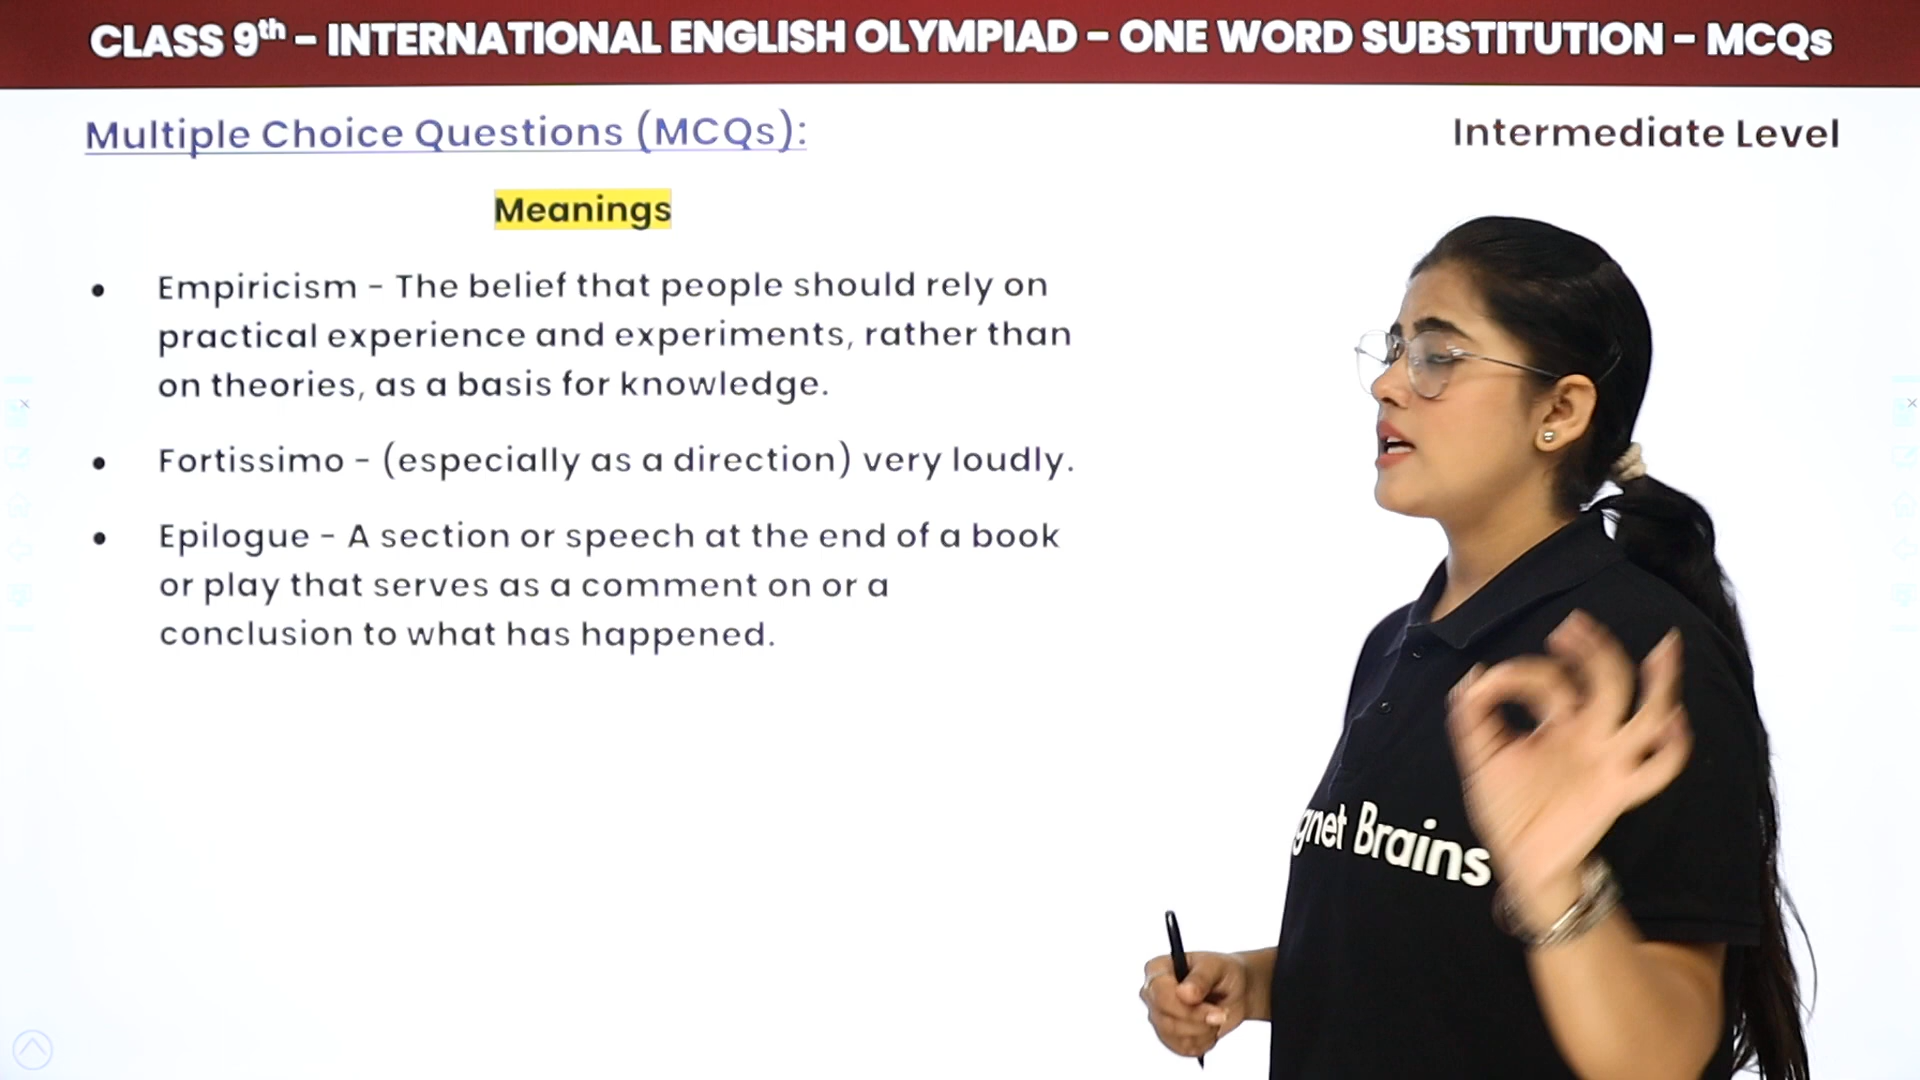 CLASS 9th – INTERNATIONAL ENGLISH OLYMPIAD – ONE WORD SUBSTITUTION – MCQs
Multiple Choice Questions (MCQs):
Intermediate Level
Meanings
• Empiricism – The belief that people should rely on
practical experience and experiments, rather than
on theories, as a basis for knowledge.
• Fortissimo – (especially as a direction) very loudly.
• Epilogue – A section or speech at the end of a book
or play that serves as a comment on or a
conclusion to what has happened.
gnet Brains